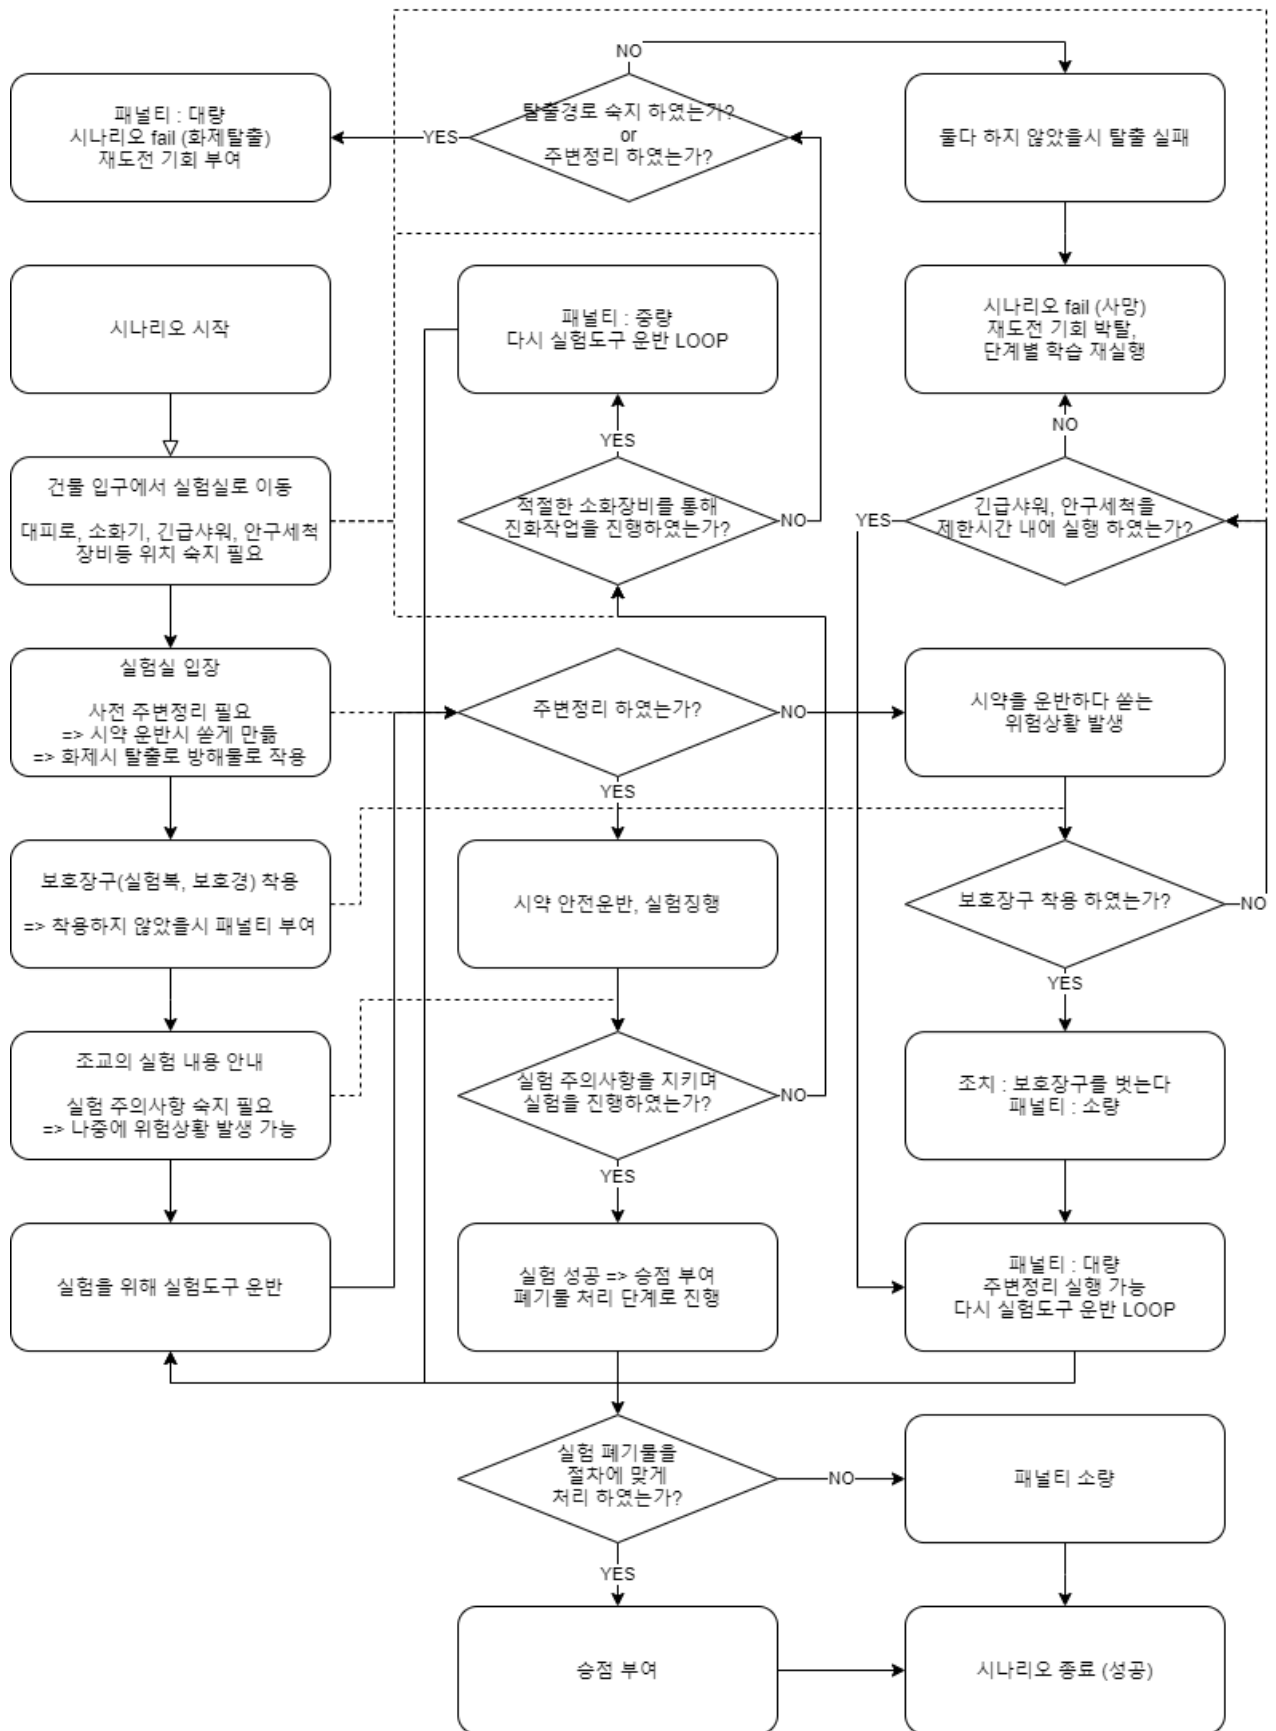 NO
패널티 : 대량
시나리오 fail (화제탈출)
재도전 기회 부여
YES
탈출경로 숙지 하였는가?
or
주변정리 하였는가?
둘다 하지 않았을시 탈출 실패
시나리오 시작
패널티 : 중량
다시 실험도구 운반 LOOP
시나리오 fail (사망)
재도전 기회 박탈,
단계별 학습 재실행
YES
NO
건물 입구에서 실험실로 이동
대피로, 소화기, 긴급샤워, 안구세척
장비등 위치 숙지 필요
적절한 소화장비를 통해
진화작업을 진행하였는가?
NO
YES
긴급샤워, 안구세척을
제한시간 내에 실행 하였는가?
실험실 입장
사전 주변정리 필요
=> 시약 운반시 쏟게 만듦
=> 화제시 탈출로 방해물로 작용
주변정리 하였는가?
NO
시약을 운반하다 쏟는
위험상황 발생
YES
보호장구(실험복, 보호경) 착용
=> 착용하지 않았을시 패널티 부여
시약 안전운반, 실험징행
보호장구 착용 하였는가?
NO
YES
조교의 실험 내용 안내
실험 주의사항 숙지 필요
=> 나중에 위험상황 발생 가능
실험 주의사항을 지키며
실험을 진행하였는가?
NO
조치 : 보호장구를 벗는다
패널티 : 소량
YES
실험을 위해 실험도구 운반
실험 성공 => 승점 부여
폐기물 처리 단계로 진행
패널티 : 대량
주변정리 실행 가능
다시 실험도구 운반 LOOP
실험 폐기물을
절차에 맞게
처리 하였는가?
NO
패널티 소량
YES
승점 부여
시나리오 종료 (성공)